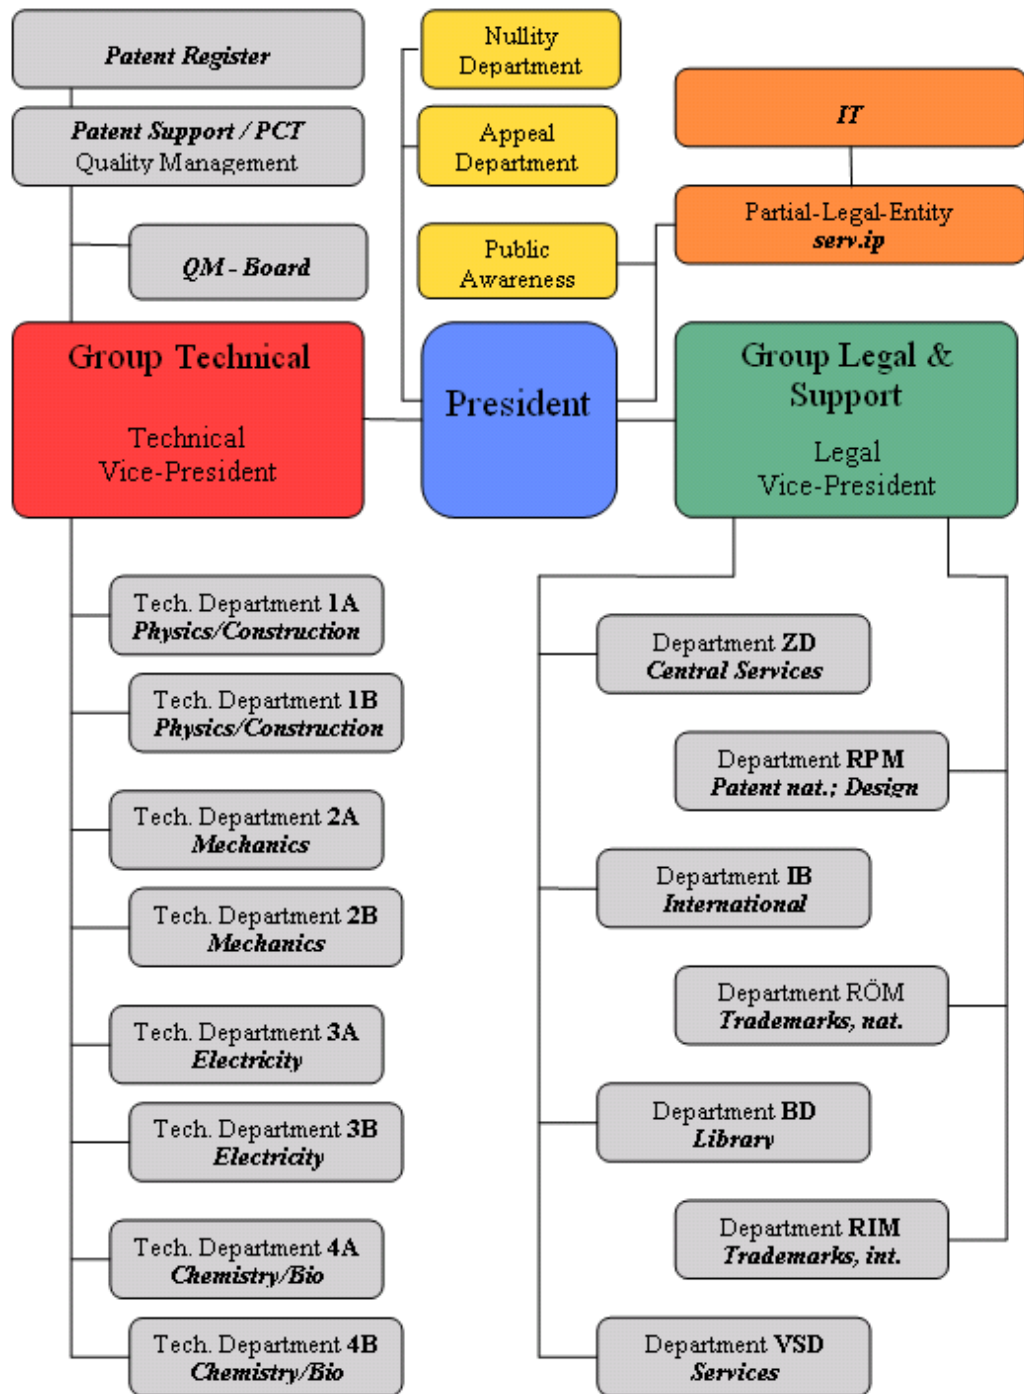 Patent Register
Patent Support / PCT
Quality Management
QM - Board
Nullity
Department
Appeal
Department
Public
Awareness
IT
Partial-Legal-Entity
serv.ip
Group Technical
Technical
Vice-President
President
Group Legal &
Support
Legal
Vice-President
Tech. Department 1A
Physics/Construction
Tech. Department 1B
Physics/Construction
Tech. Department 2A
Mechanics
Tech. Department 2B
Mechanics
Tech. Department 3A
Electricity
Tech. Department 3B
Electricity
Tech. Department 4A
Chemistry/Bio
Tech. Department 4B
Chemistry/Bio
Department ZD
Central Services
Department RPM
Patent nat.; Design
Department IB
International
Department RÖM
Trademarks, nat.
Department BD
Library
Department RIM
Trademarks, int.
Department VSD
Services